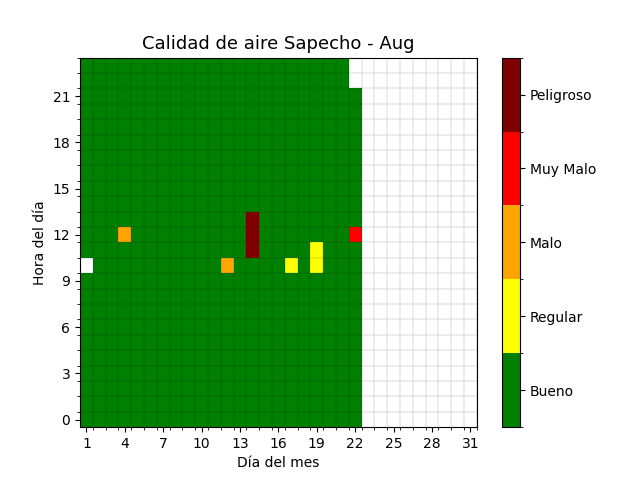 Calidad de aire Sapecho - Aug
Hora del día
21
18
15
12
9
6
3
0
1 4 7 10 13 16 19 22 25 28 31
Día del mes
Peligroso
Muy Malo
Malo
Regular
Bueno